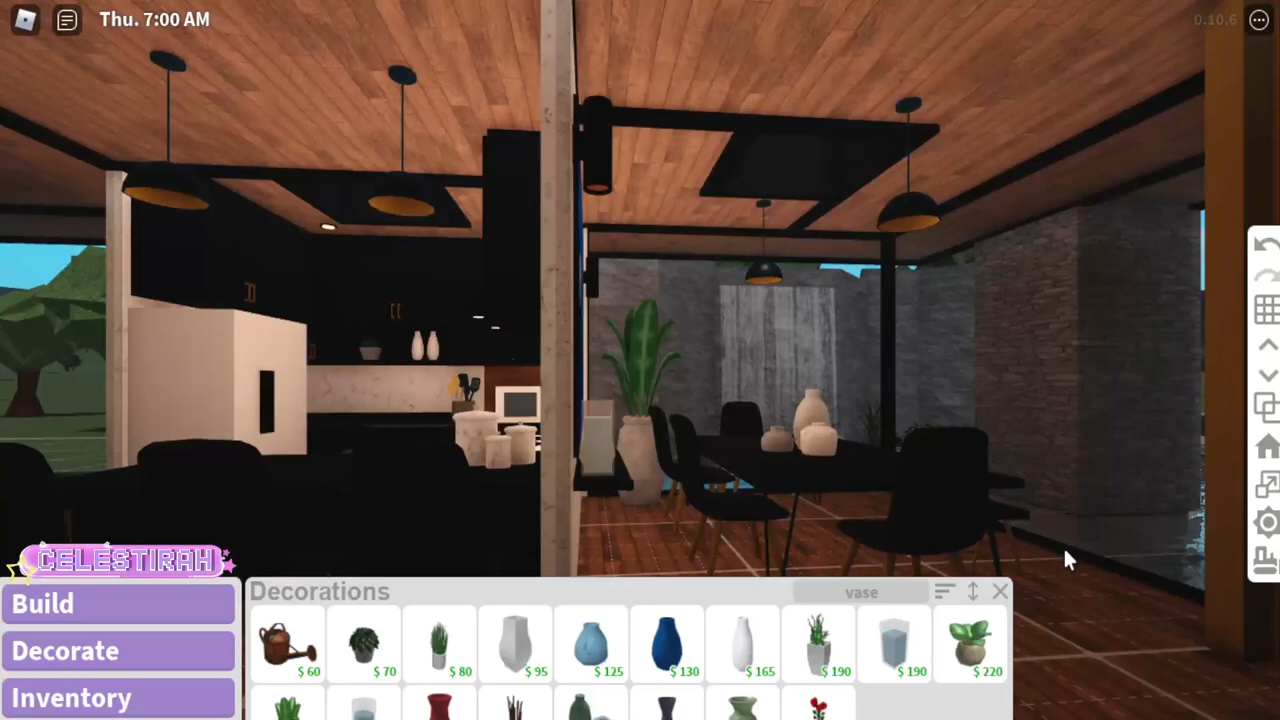 Thu. 7:00 AM
0.10.6
CELESTIRAH
Build
Decorate
Inventory
Decorations
vase
$ 60
$ 70
$ 80
$ 95
$ 125
$ 130
$ 165
$ 190
$ 190
$ 220